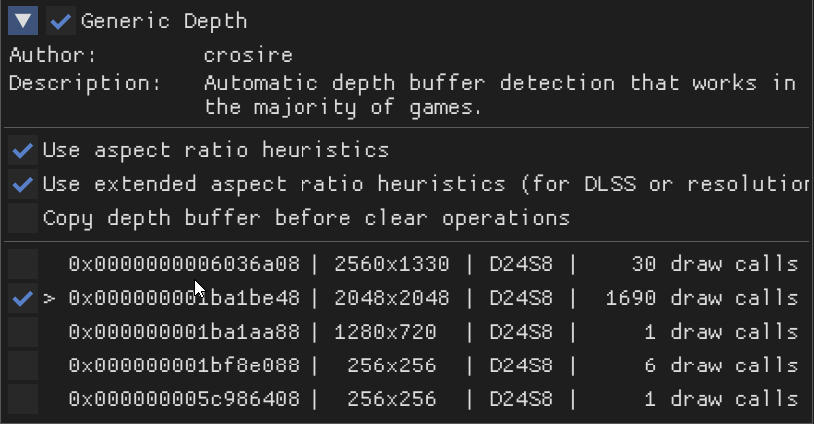 Generic Depth
Author: crosire
Description: Automatic depth buffer detection that works in
the majority of games.
Use aspect ratio heuristics
Use extended aspect ratio heuristics (for DLSS or resolution
Copy depth buffer before clear operations
0x0000000006036a08 | 2560x1330 | D24S8 | 30 draw calls
> 0x000000001ba1be48 | 2048x2048 | D24S8 | 1690 draw calls
0x000000001ba1aa88 | 1280x720 | D24S8 | 1 draw calls
0x000000001bf8e088 | 256x256 | D24S8 | 6 draw calls
0x000000005c986408 | 256x256 | D24S8 | 1 draw calls